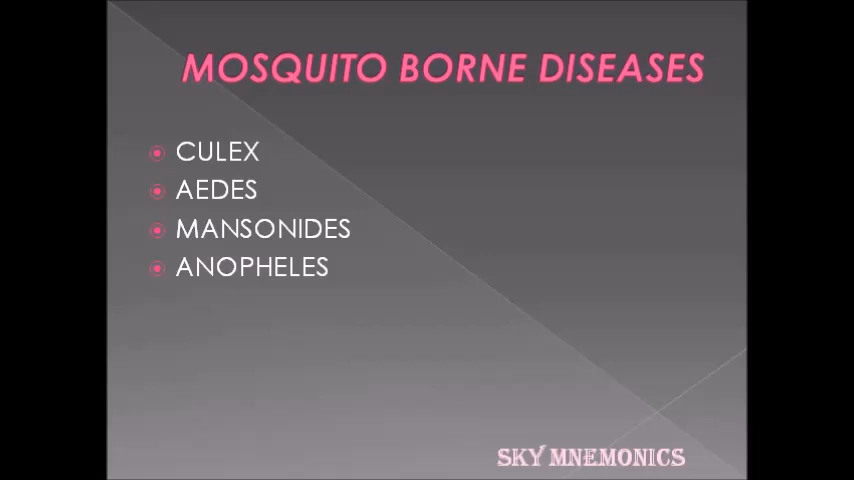 MOSQUITO BORNE DISEASES
CULEX
AEDES
MANSONIDES
ANOPHELES
SKY MNEMONICS